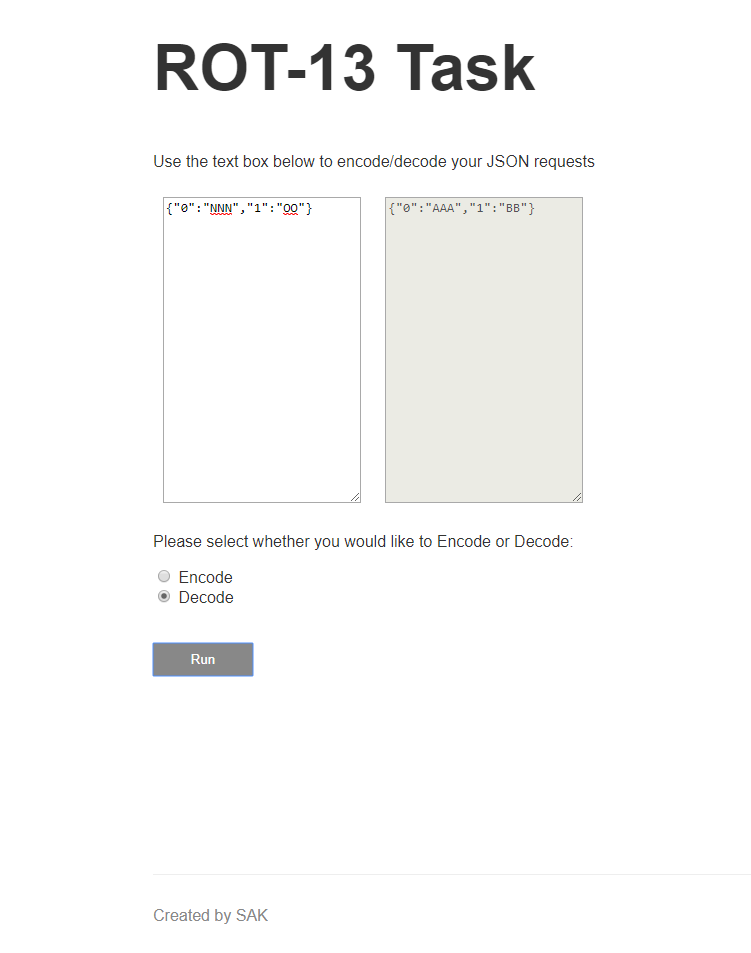 ROT-13 Task
Use the text box below to encode/decode your JSON requests
{"0":"NNN","1":"OO"}
{"0":"AAA","1":"BB"}
Please select whether you would like to Encode or Decode:
Encode
Decode
Run
Created by SAK